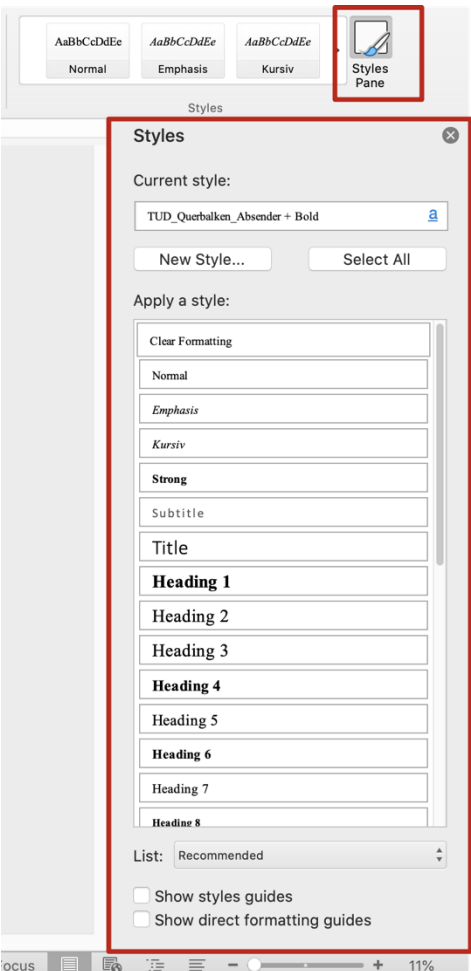 AaBbCcDdEe AaBbCcDdEe AaBbCcDdEe
Normal Emphasis Kursiv
Styles
Pane
Styles
Styles
Current style:
TUD_Querbalken_Absender + Bold a
New Style... Select All
Apply a style:
Clear Formatting
Normal
Emphasis
Kursiv
Strong
Subtitle
Title
Heading 1
Heading 2
Heading 3
Heading 4
Heading 5
Heading 6
Heading 7
Heading 8
List: Recommended
Show styles guides
Show direct formatting guides
ocus 11%